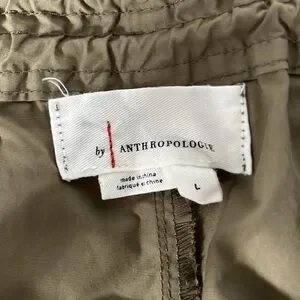 by | ANTHROPOLOGIE
made in china
fabriqué en chine
L